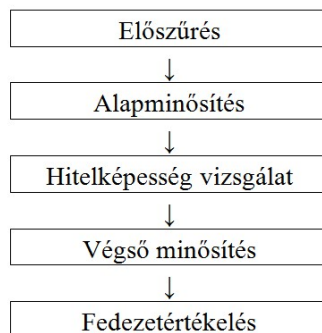 Előszűrés
↓
Alapminősítés
↓
Hitelképesség vizsgálat
↓
Végső minősítés
↓
Fedezetértékelés